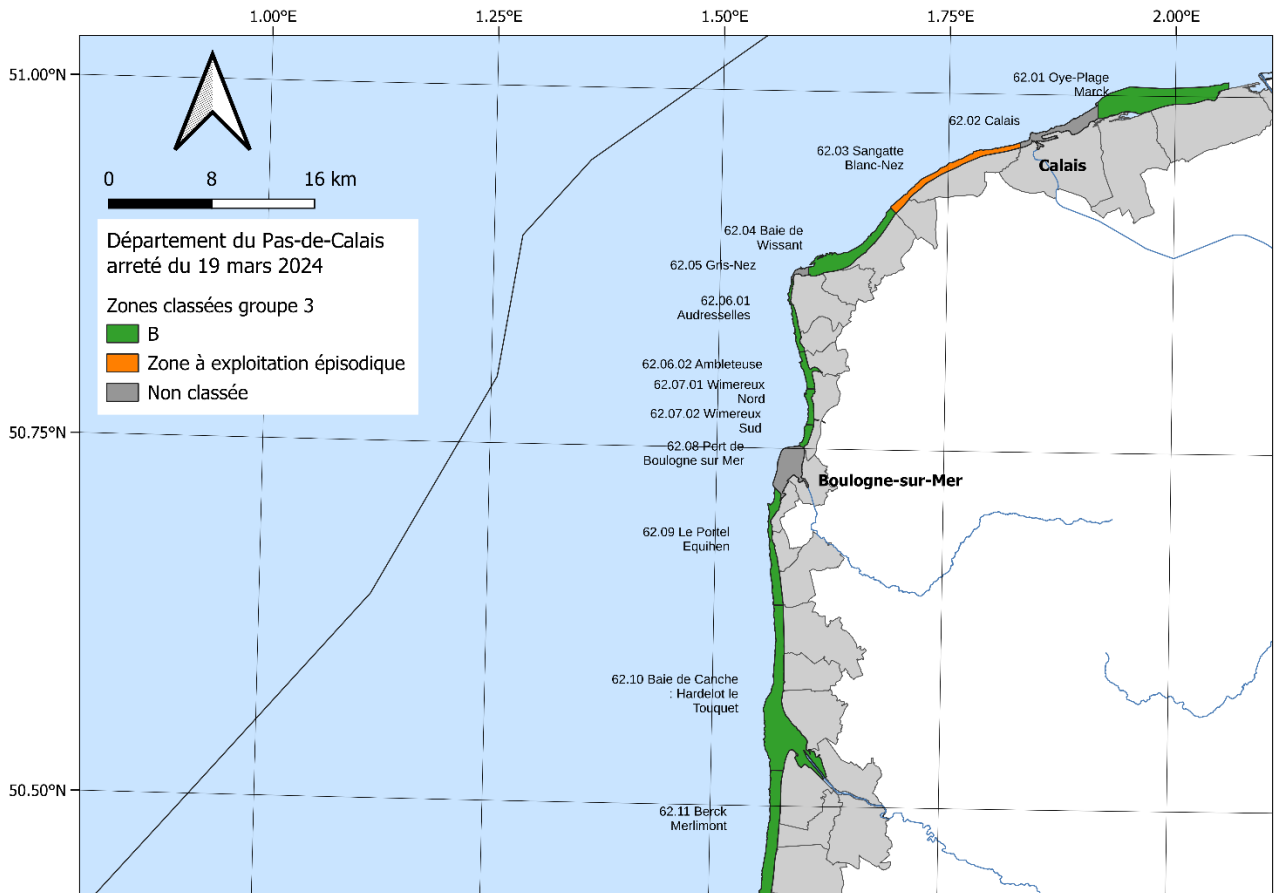 1.00°E
1.25°E
1.50°E
1.75°E
2.00°E
51.00°N
50.75°N
50.50°N
0
8
16 km
Département du Pas-de-Calais
arreté du 19 mars 2024
Zones classées groupe 3
B
Zone à exploitation épisodique
Non classée
62.01 Oye-Plage
Marck
62.02 Calais
62.03 Sangatte
Blanc-Nez
Calais
62.04 Baie de
Wissant
62.05 Gris-Nez
62.06.01
Audresselles
62.06.02 Ambleteuse
62.07.01 Wimereux
Nord
62.07.02 Wimereux
Sud
62.08 Port de
Boulogne sur Mer
Boulogne-sur-Mer
62.09 Le Portel
Equihen
62.10 Baie de Canche
: Hardelot le
Touquet
62.11 Berck
Merlimont